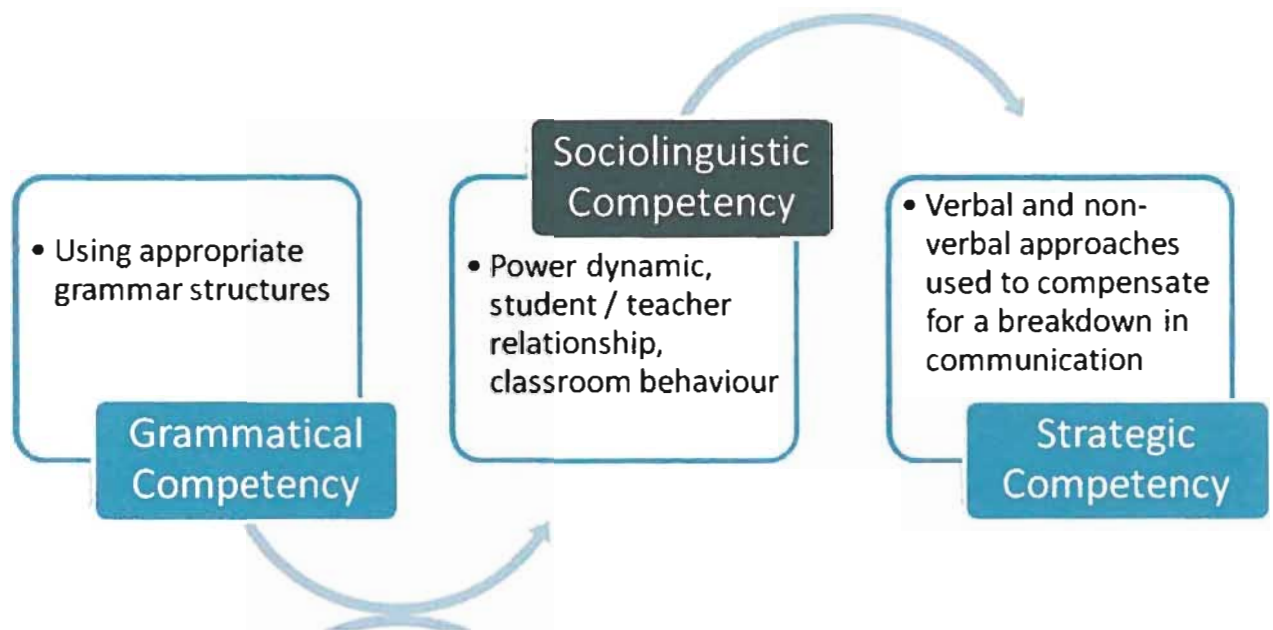 • Using appropriate
grammar structures
Grammatical
Competency
Sociolinguistic
Competency
• Power dynamic,
student / teacher
relationship,
classroom behaviour
• Verbal and non-
verbal approaches
used to compensate
for a breakdown in
communication
Strategic
Competency